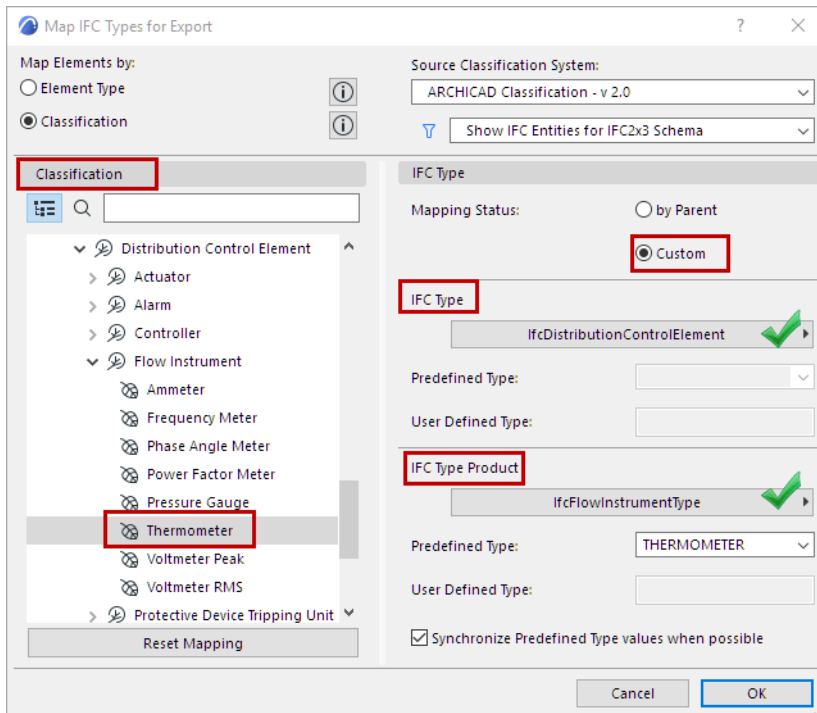 Map IFC Types for Export
?
Map Elements by:
Element Type
Classification
Source Classification System:
ARCHICAD Classification - v 2.0
Show IFC Entities for IFC2x3 Schema
Classification
Distribution Control Element
Actuator
Alarm
Controller
Flow Instrument
Ammeter
Frequency Meter
Phase Angle Meter
Power Factor Meter
Pressure Gauge
Thermometer
Voltmeter Peak
Voltmeter RMS
Protective Device Tripping Unit
Reset Mapping
IFC Type
Mapping Status:
by Parent
Custom
IFC Type
IfcDistributionControlElement
Predefined Type:
User Defined Type:
IFC Type Product
IfcFlowInstrumentType
Predefined Type:
THERMOMETER
User Defined Type:
Synchronize Predefined Type values when possible
Cancel
OK